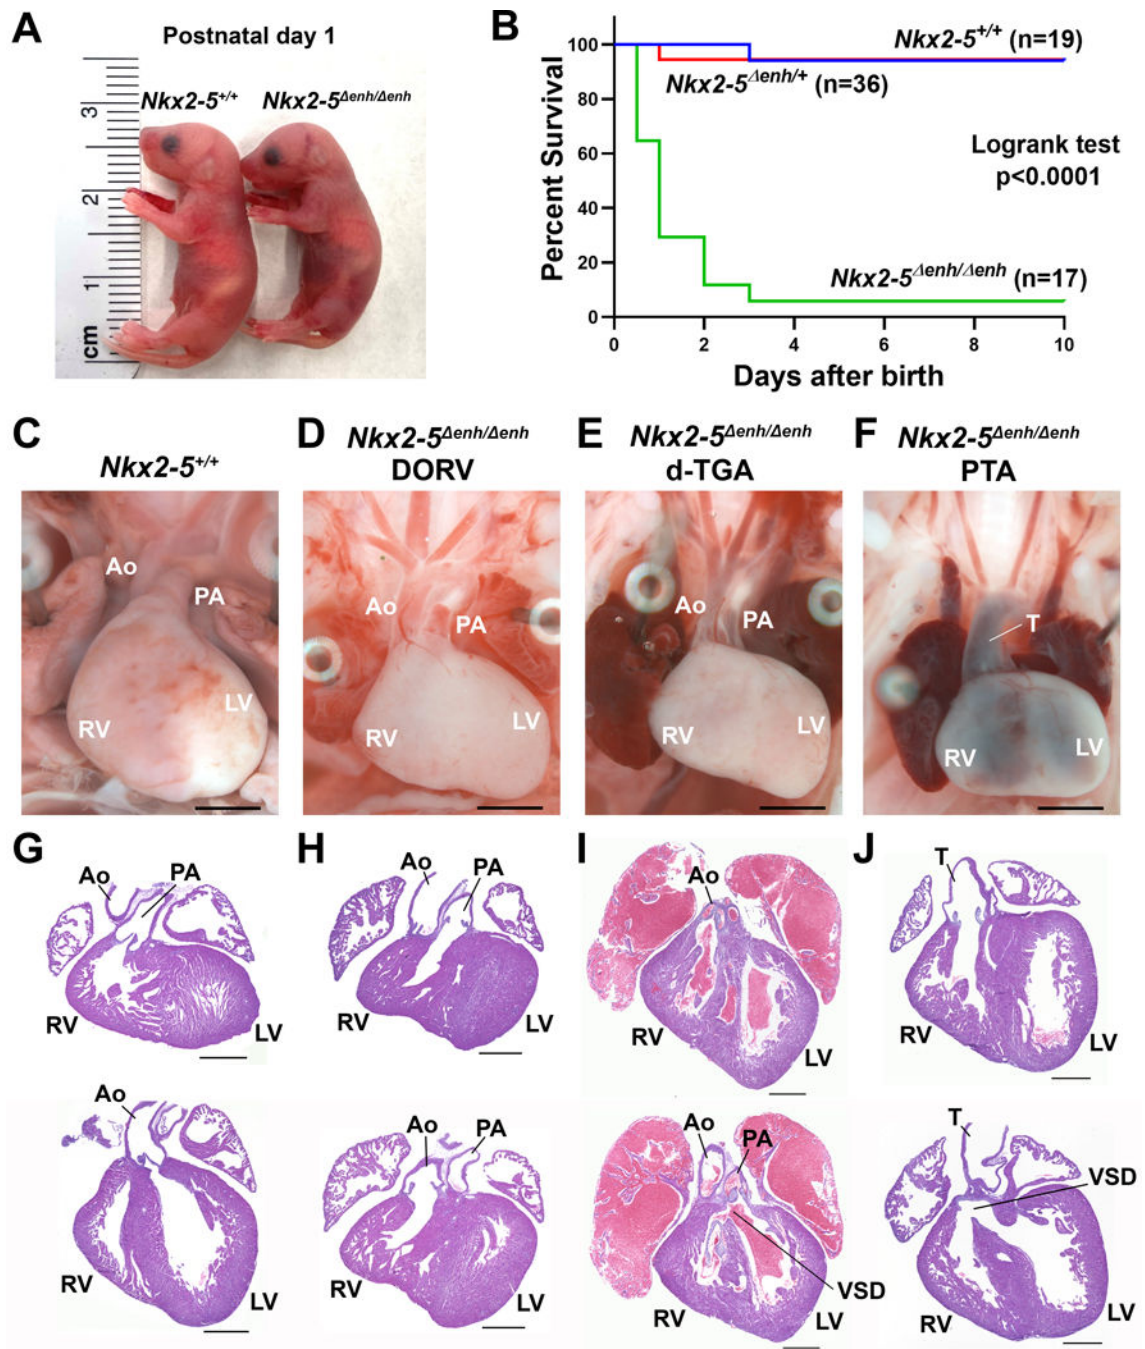 A
Postnatal day 1
Nkx2-5+/+
Nkx2-5Δenh/Δenh
3
2
1
cm
B
Percent Survival
100
80
60
40
20
0
0 2 4 6 8 10
Days after birth
Nkx2-5+/+ (n=19)
Nkx2-5Δenh/+ (n=36)
Logrank test
p<0.0001
Nkx2-5Δenh/Δenh (n=17)
C
Nkx2-5+/+
Ao
PA
LV
RV
D
Nkx2-5Δenh/Δenh
DORV
Ao
PA
LV
RV
E
Nkx2-5Δenh/Δenh
d-TGA
Ao
PA
LV
RV
F
Nkx2-5Δenh/Δenh
PTA
T
LV
RV
G
Ao
PA
RV
LV
Ao
RV
LV
H
Ao
PA
RV
LV
Ao
PA
RV
LV
I
Ao
RV
LV
Ao
PA
VSD
RV
LV
J
T
RV
LV
T
VSD
RV
LV